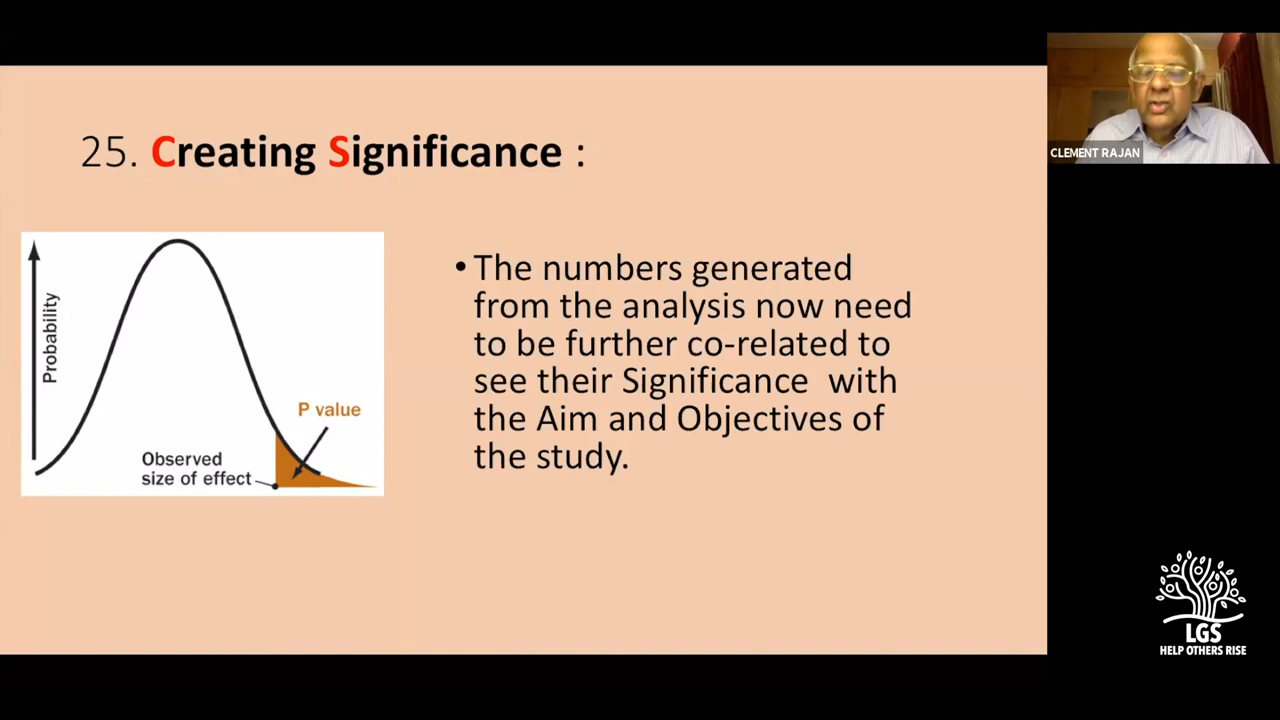 25. Creating Significance :
Probability
P value
Observed
size of effect
• The numbers generated
from the analysis now need
to be further co-related to
see their Significance  with
the Aim and Objectives of
the study.
CLEMENT RAJAN
LGS
HELP OTHERS RISE